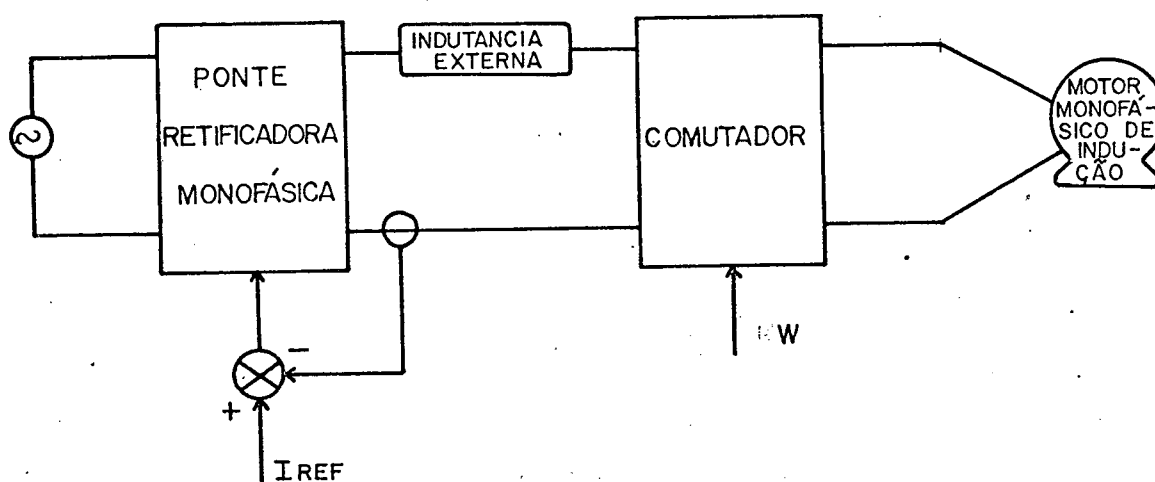 PONTE
RETIFICADORA
MONOFÁSICA
INDUTANCIA
EXTERNA
COMUTADOR
MOTOR
MONOFÁ-
SICO DE
INDU-
ÇÃO
-
+
W
IREF